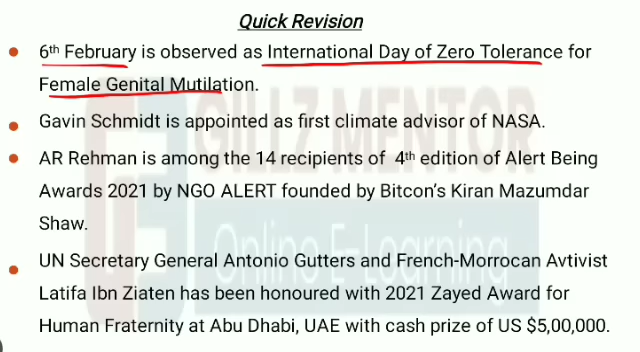 Quick Revision
6th February is observed as International Day of Zero Tolerance for
Female Genital Mutilation.
Gavin Schmidt is appointed as first climate advisor of NASA.
AR Rehman is among the 14 recipients of 4th edition of Alert Being
Awards 2021 by NGO ALERT founded by Bitcon's Kiran Mazumdar
Shaw.
UN Secretary General Antonio Gutters and French-Morrocan Avtivist
Latifa Ibn Ziaten has been honoured with 2021 Zayed Award for
Human Fraternity at Abu Dhabi, UAE with cash prize of US $5,00,000.
GILLZ MENTOR
Online E-Learning